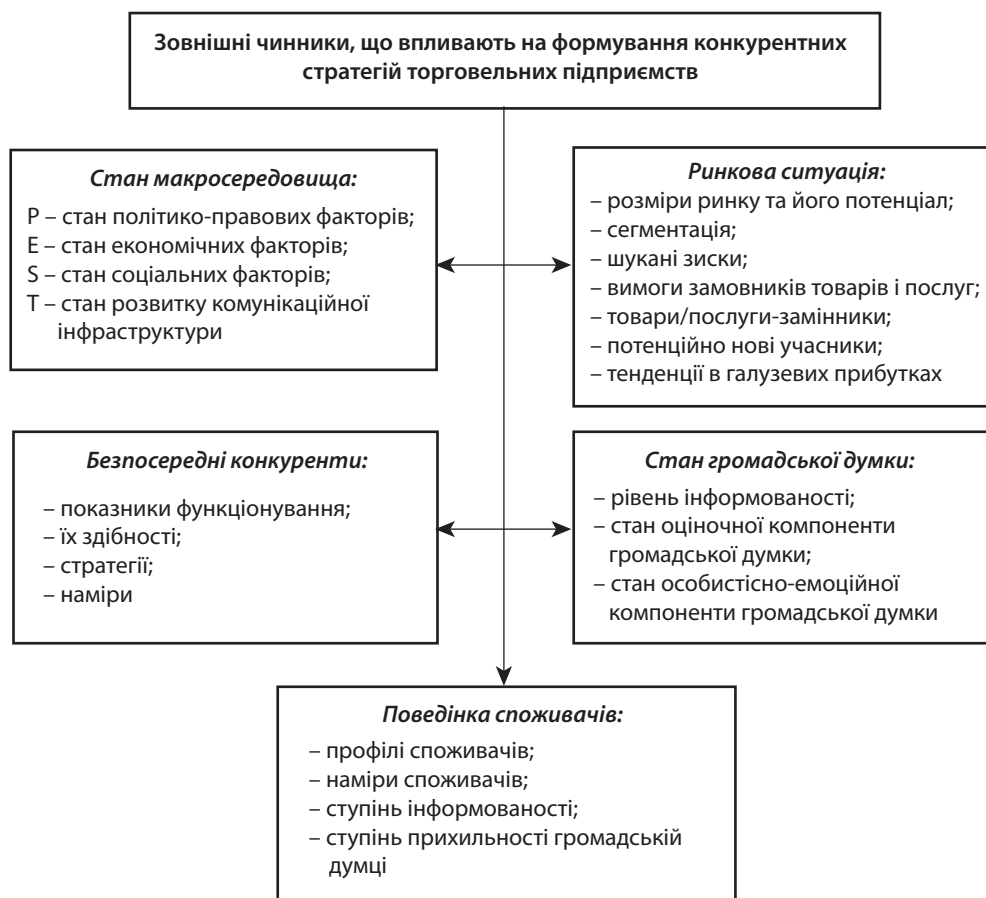 Зовнішні чинники, що впливають на формування конкурентних
стратегій торговельних підприємств
Стан макросередовища:
P – стан політико-правових факторів;
E – стан економічних факторів;
S – стан соціальних факторів;
T – стан розвитку комунікаційної
інфраструктури
Ринкова ситуація:
– розміри ринку та його потенціал;
– сегментація;
– шукані зиски;
– вимоги замовників товарів і послуг;
– товари/послуги-замінники;
– потенційно нові учасники;
– тенденції в галузевих прибутках
Безпосередні конкуренти:
– показники функціонування;
– їх здібності;
– стратегії;
– наміри
Стан громадської думки:
– рівень інформованості;
– стан оціночної компоненти
громадської думки;
– стан особистісно-емоційної
компоненти громадської думки
Поведінка споживачів:
– профілі споживачів;
– наміри споживачів;
– ступінь інформованості;
– ступінь прихильності громадській
думці